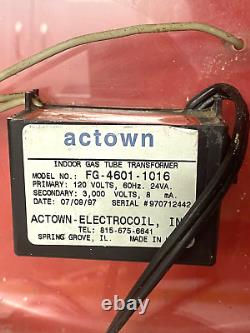 actown
INDOOR GAS TUBE TRANSFORMER
MODEL NO.: FG-4601-1016
PRIMARY: 120 VOLTS, 60Hz. 24VA.
SECONDARY: 3,000 VOLTS, 8 mA.
DATE: 07/09/97 SERIAL #970712442
ACTOWN-ELECTROCOIL, IN
TEL: 815-675-6641
SPRING GROVE, IL. MADE IN